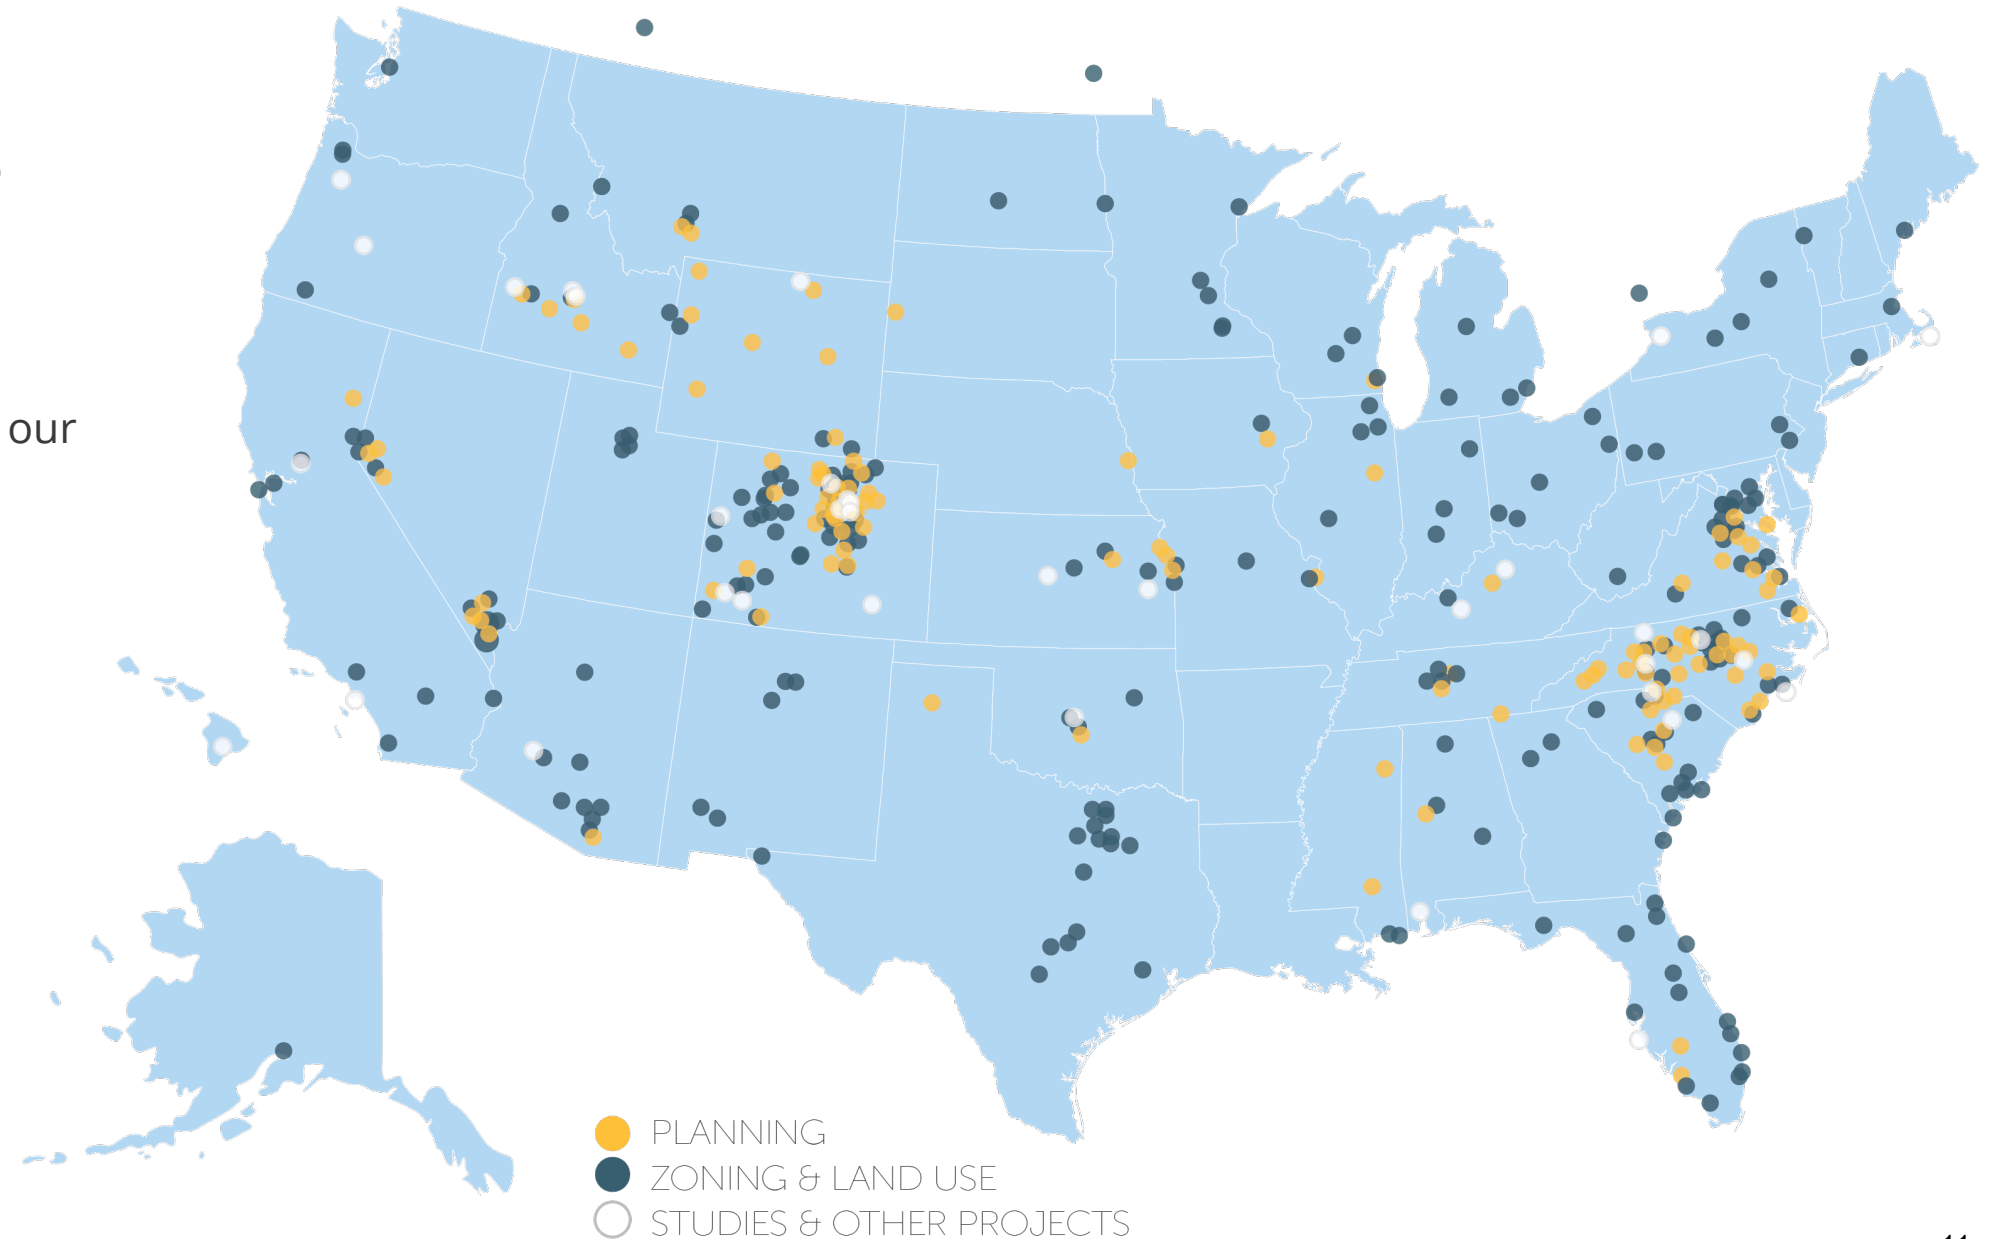 our
PLANNING
ZONING & LAND USE
STUDIES & OTHER PROJECTS